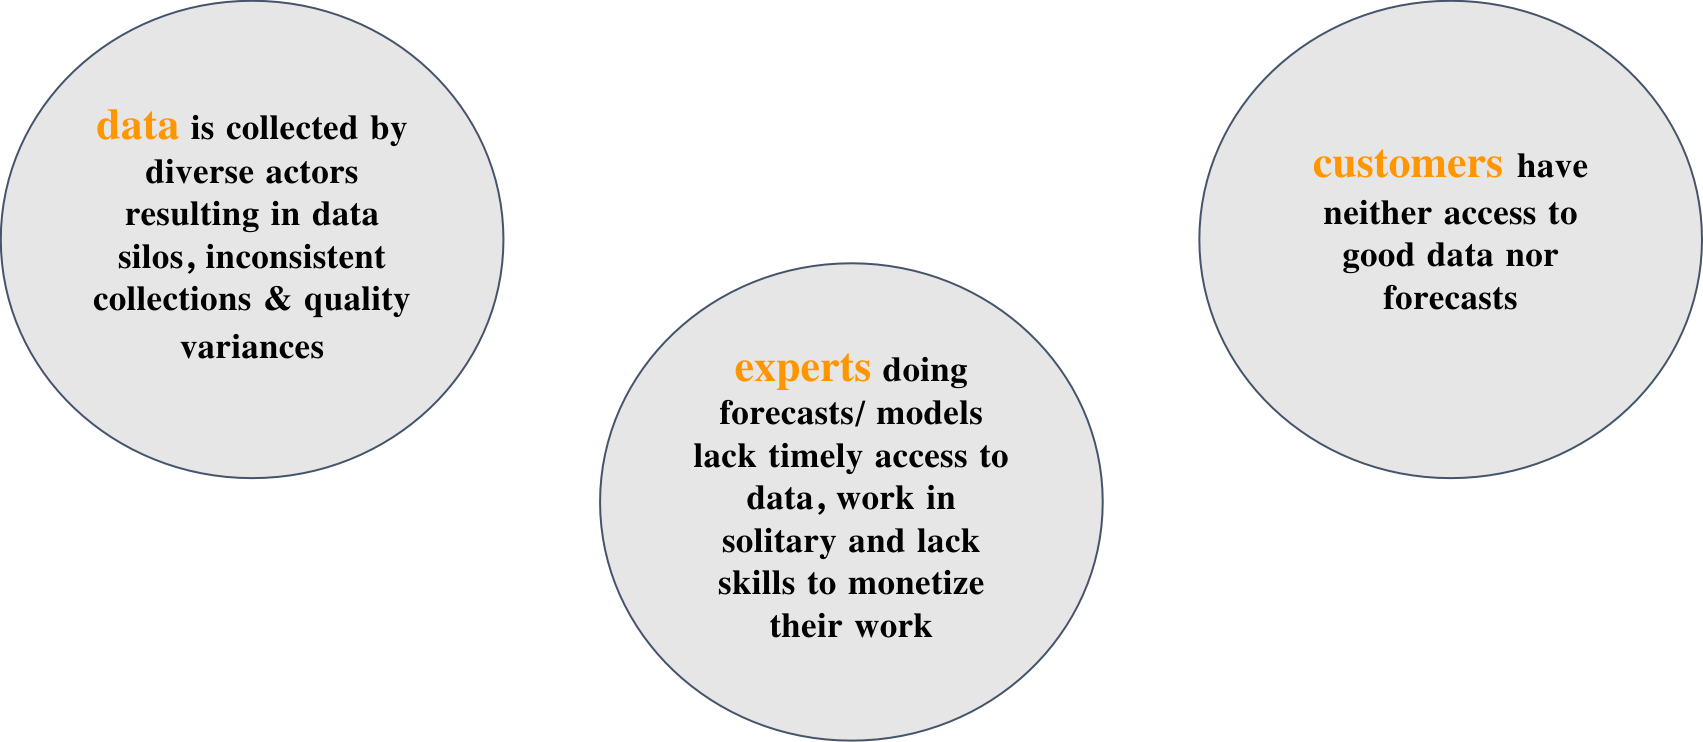 data is collected by
diverse actors
resulting in data
silos, inconsistent
collections & quality
variances
experts doing
forecasts/ models
lack timely access to
data, work in
solitary and lack
skills to monetize
their work
customers have
neither access to
good data nor
forecasts